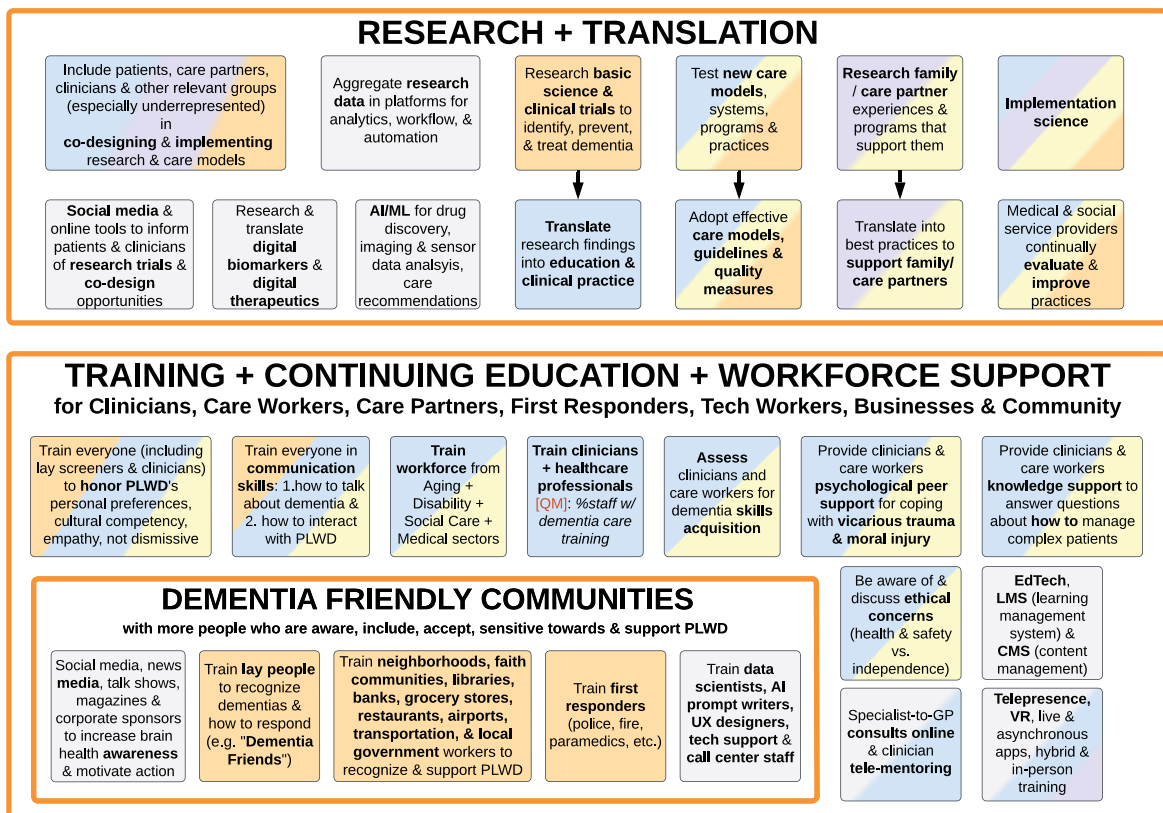 RESEARCH + TRANSLATION
Include patients, care partners,
clinicians & other relevant groups
(especially underrepresented)
in
co-designing & implementing
research & care models
Aggregate research
data in platforms for
analytics, workflow, &
automation
Research basic
science & clinical trials to
identify, prevent,
& treat dementia
Test new care
models,
systems,
programs &
practices
Research family
/ care partner
experiences &
programs that
support them
Implementation
science
Social media &
online tools to inform
patients & clinicians
of research trials &
co-design
opportunities
Research &
translate
digital
biomarkers &
digital
therapeutics
AI/ML for drug
discovery,
imaging & sensor
data analsyis,
care
recommendations
Translate
research findings
into education &
clinical practice
Adopt effective
care models,
guidelines &
quality
measures
Translate into
best practices to
support family/
care partners
Medical & social
service providers
continually
evaluate &
improve
practices
TRAINING + CONTINUING EDUCATION + WORKFORCE SUPPORT
for Clinicians, Care Workers, Care Partners, First Responders, Tech Workers, Businesses & Community
Train everyone (including
lay screeners & clinicians)
to honor PLWD's
personal preferences,
cultural competency,
empathy, not dismissive
Train everyone in
communication
skills: 1.how to talk
about dementia &
2. how to interact
with PLWD
Train
workforce from
Aging +
Disability +
Social Care +
Medical sectors
Train clinicians
+ healthcare
professionals
[QM]: %staff w/
dementia care
training
Assess
clinicians and
care workers for
dementia skills
acquisition
Provide clinicians &
care workers
psychological peer
support for coping
with vicarious trauma
& moral injury
Provide clinicians &
care workers
knowledge support to
answer questions
about how to manage
complex patients
DEMENTIA FRIENDLY COMMUNITIES
with more people who are aware, include, accept, sensitive towards & support PLWD
Social media, news
media, talk shows,
magazines &
corporate sponsors
to increase brain
health awareness
& motivate action
Train lay people
to recognize
dementias &
how to respond
(e.g. "Dementia
Friends")
Train neighborhoods, faith
communities, libraries,
banks, grocery stores,
restaurants, airports,
transportation, & local
government workers to
recognize & support PLWD
Train first
responders
(police, fire,
paramedics, etc.)
Train data
scientists, AI
prompt writers,
UX designers,
tech support &
call center staff
Be aware of &
discuss ethical
concerns
(health & safety
vs.
independence)
EdTech,
LMS (learning
management
system) &
CMS (content
management)
Specialist-to-GP
consults online
& clinician
tele-mentoring
Telepresence,
VR, live &
asynchronous
apps, hybrid &
in-person
training